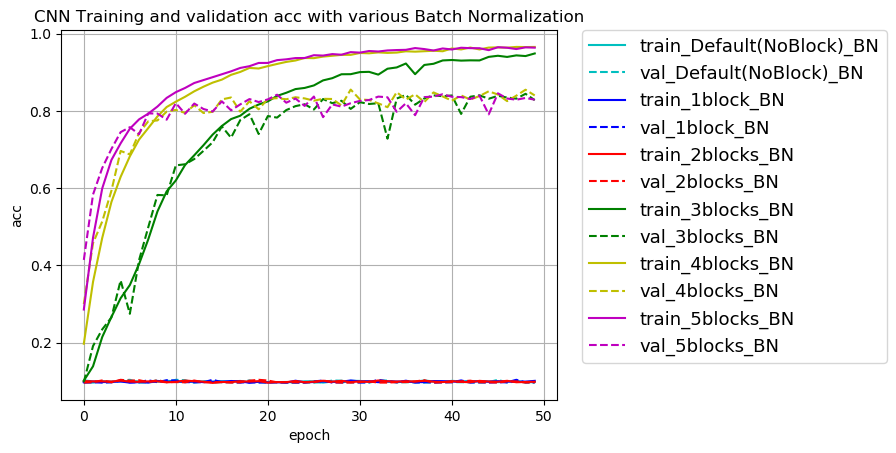 CNN Training and validation acc with various Batch Normalization
1.0
0.8
0.6
0.4
0.2
acc
0
10
20
30
40
50
epoch
train_Default(NoBlock)_BN
val_Default(NoBlock)_BN
train_1block_BN
val_1block_BN
train_2blocks_BN
val_2blocks_BN
train_3blocks_BN
val_3blocks_BN
train_4blocks_BN
val_4blocks_BN
train_5blocks_BN
val_5blocks_BN